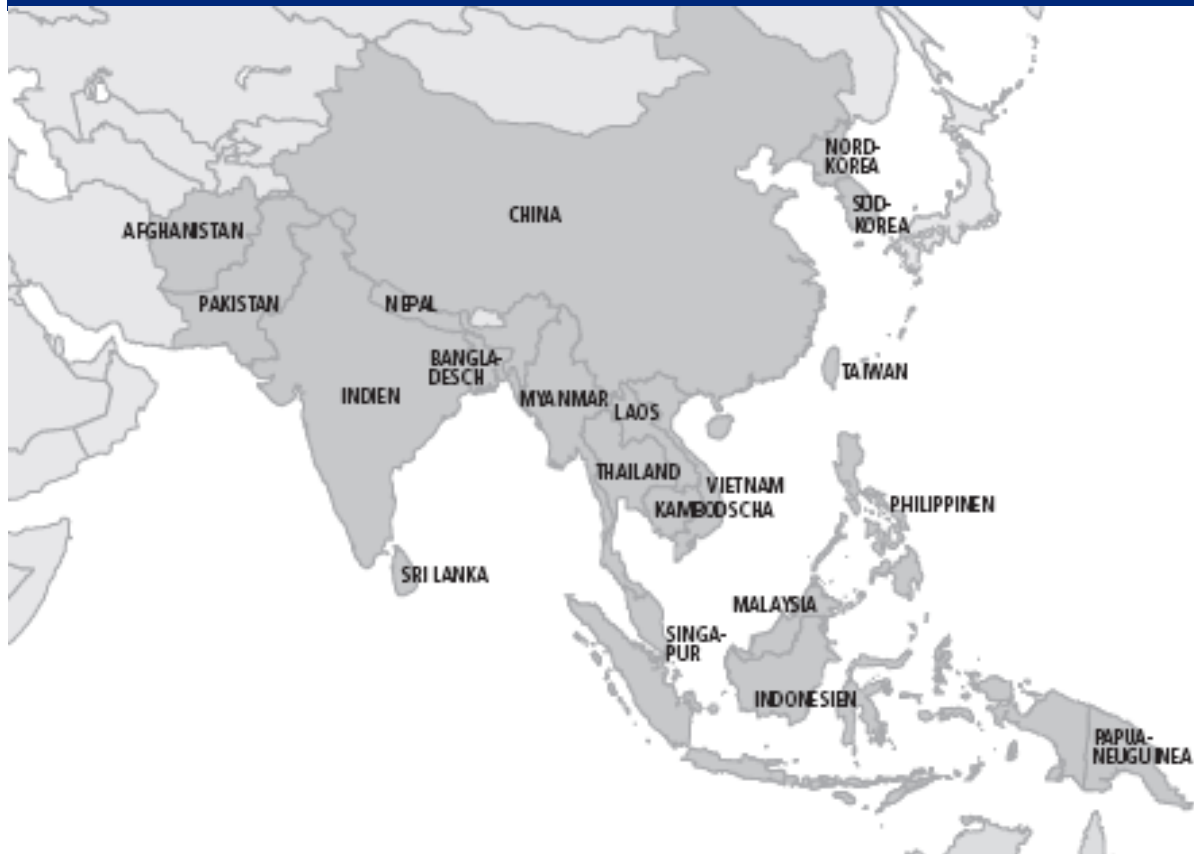 NORD-
KOREA
SÜD-
KOREA
CHINA
AFGHANISTAN
PAKISTAN
NEPAL
BANGLA-
DESCH
INDIEN
MYANMAR
LAOS
TAIWAN
THAILAND
VIETNAM
KAMBODSCHA
PHILIPPINEN
SRI LANKA
MALAYSIA
SINGA-
PUR
INDONESIEN
PAPUA-
NEUGUINEA